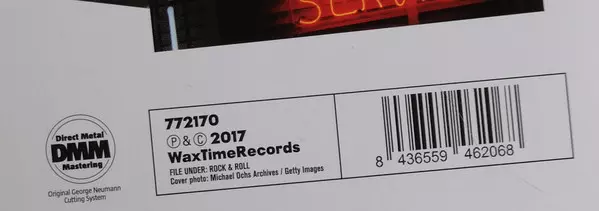 SERV
Direct Metal
DMM
Mastering
Original George Neumann
Cutting System
772170
Ⓟ & Ⓒ 2017
WaxTimeRecords
FILE UNDER: ROCK & ROLL
Cover photo: Michael Ochs Archives / Getty Images
8 436559 462068